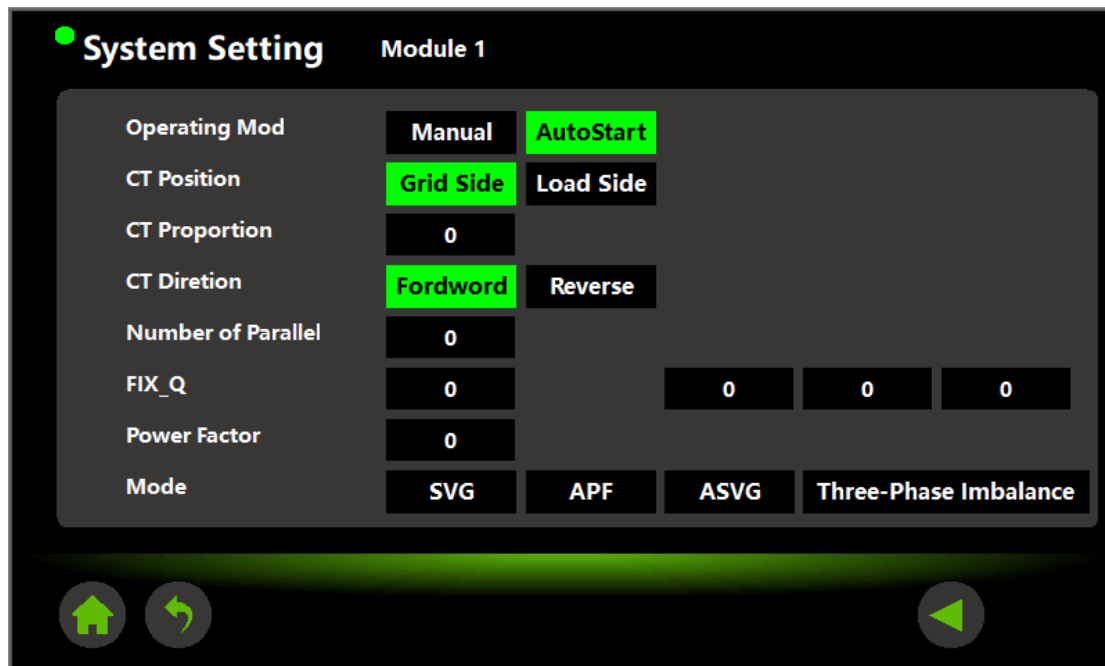 System Setting Module 1
Operating Mod Manual AutoStart
CT Position Grid Side Load Side
CT Proportion 0
CT Diretion Fordword Reverse
Number of Parallel 0
FIX_Q 0 0 0 0
Power Factor 0
Mode SVG APF ASVG Three-Phase Imbalance